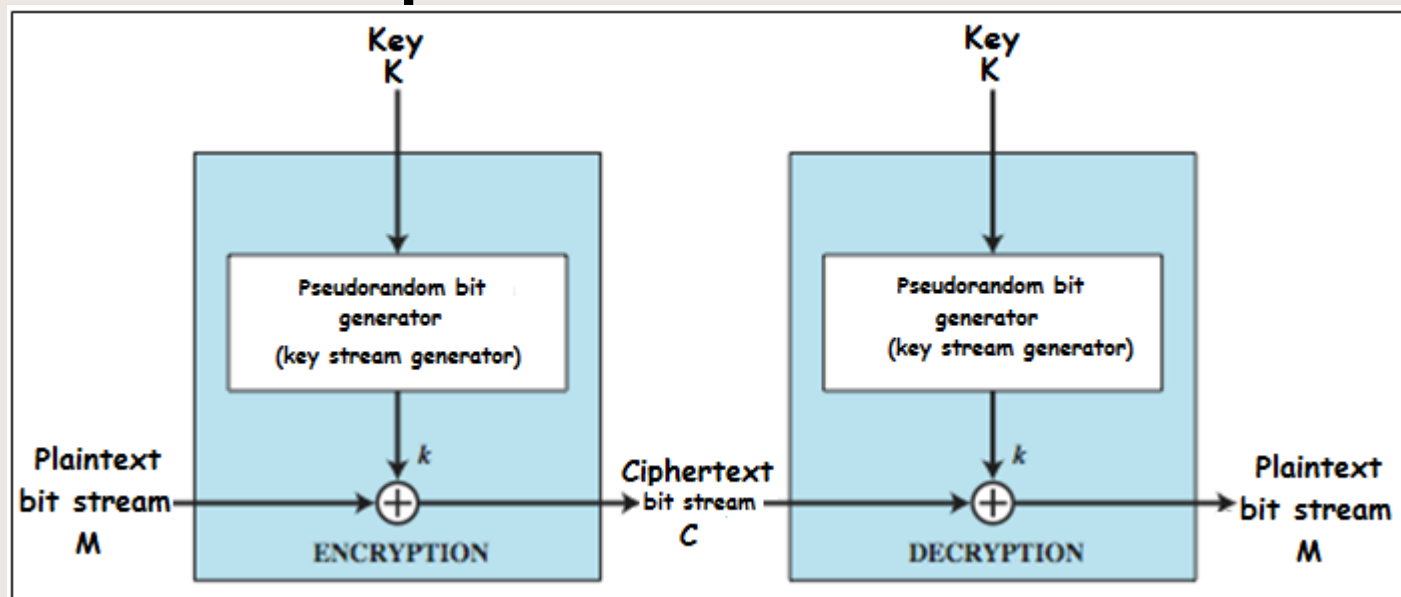 Key
K
Key
K
Pseudorandom bit
generator
(key stream generator)
Pseudorandom bit
generator
(key stream generator)
k
k
Plaintext
bit stream
M
Ciphertext
bit stream
C
Plaintext
bit stream
M
ENCRYPTION
DECRYPTION